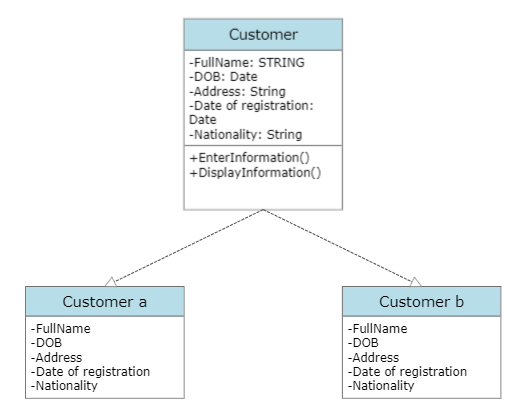 Customer
-FullName: STRING
-DOB: Date
-Address: String
-Date of registration:
Date
-Nationality: String
+EnterInformation()
+DisplayInformation()
Customer a
-FullName
-DOB
-Address
-Date of registration
-Nationality
Customer b
-FullName
-DOB
-Address
-Date of registration
-Nationality